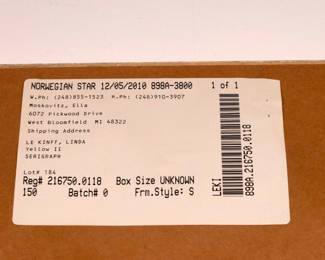 NORWEGIAN STAR 12/05/2010 898A-3800
1 of 1
W.Ph: (248)855-1523 H.Ph: (248)910-3907
Moskovitz, Ella
6072 Pickwood Drive
West Bloomfield MI 48322
Shipping Address
LE KINFF, LINDA
Yellow II
SERIGRAPH
Lot# 184
Reg# 216750.0118 Box Size UNKNOWN
150 Batch# 0 Frm.Style: S
LEKI
898A.216750.0118